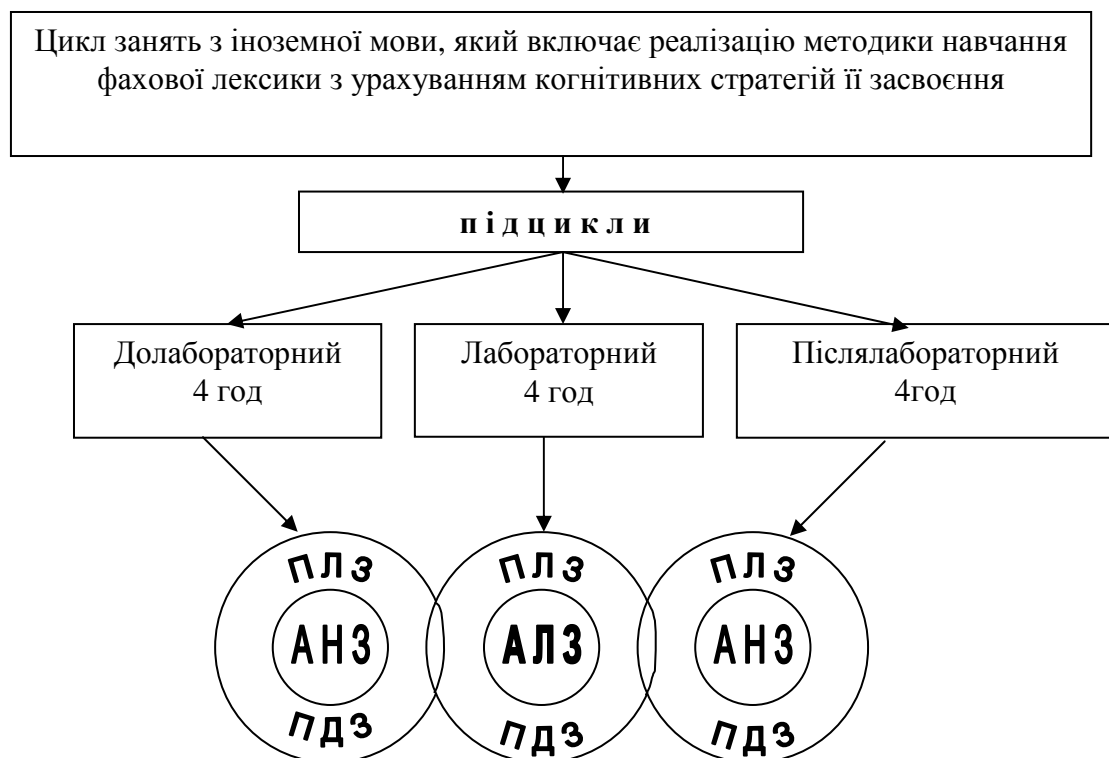 Цикл занять з іноземної мови, який включає реалізацію методики навчання
фахової лексики з урахуванням когнітивних стратегій її засвоєння
п і д ц и к л и
Долабораторний
4 год
Лабораторний
4 год
Післялабораторний
4год
ПЛЗ
АНЗ
ПДЗ
ПЛЗ
АЛЗ
ПДЗ
ПЛЗ
АНЗ
ПДЗ